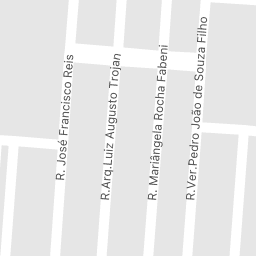 R. José Francisco Reis
R.Arq.Luiz Augusto Trojan
R. Mariângela Rocha Fabeni
R.Ver.Pedro João de Souza Filho